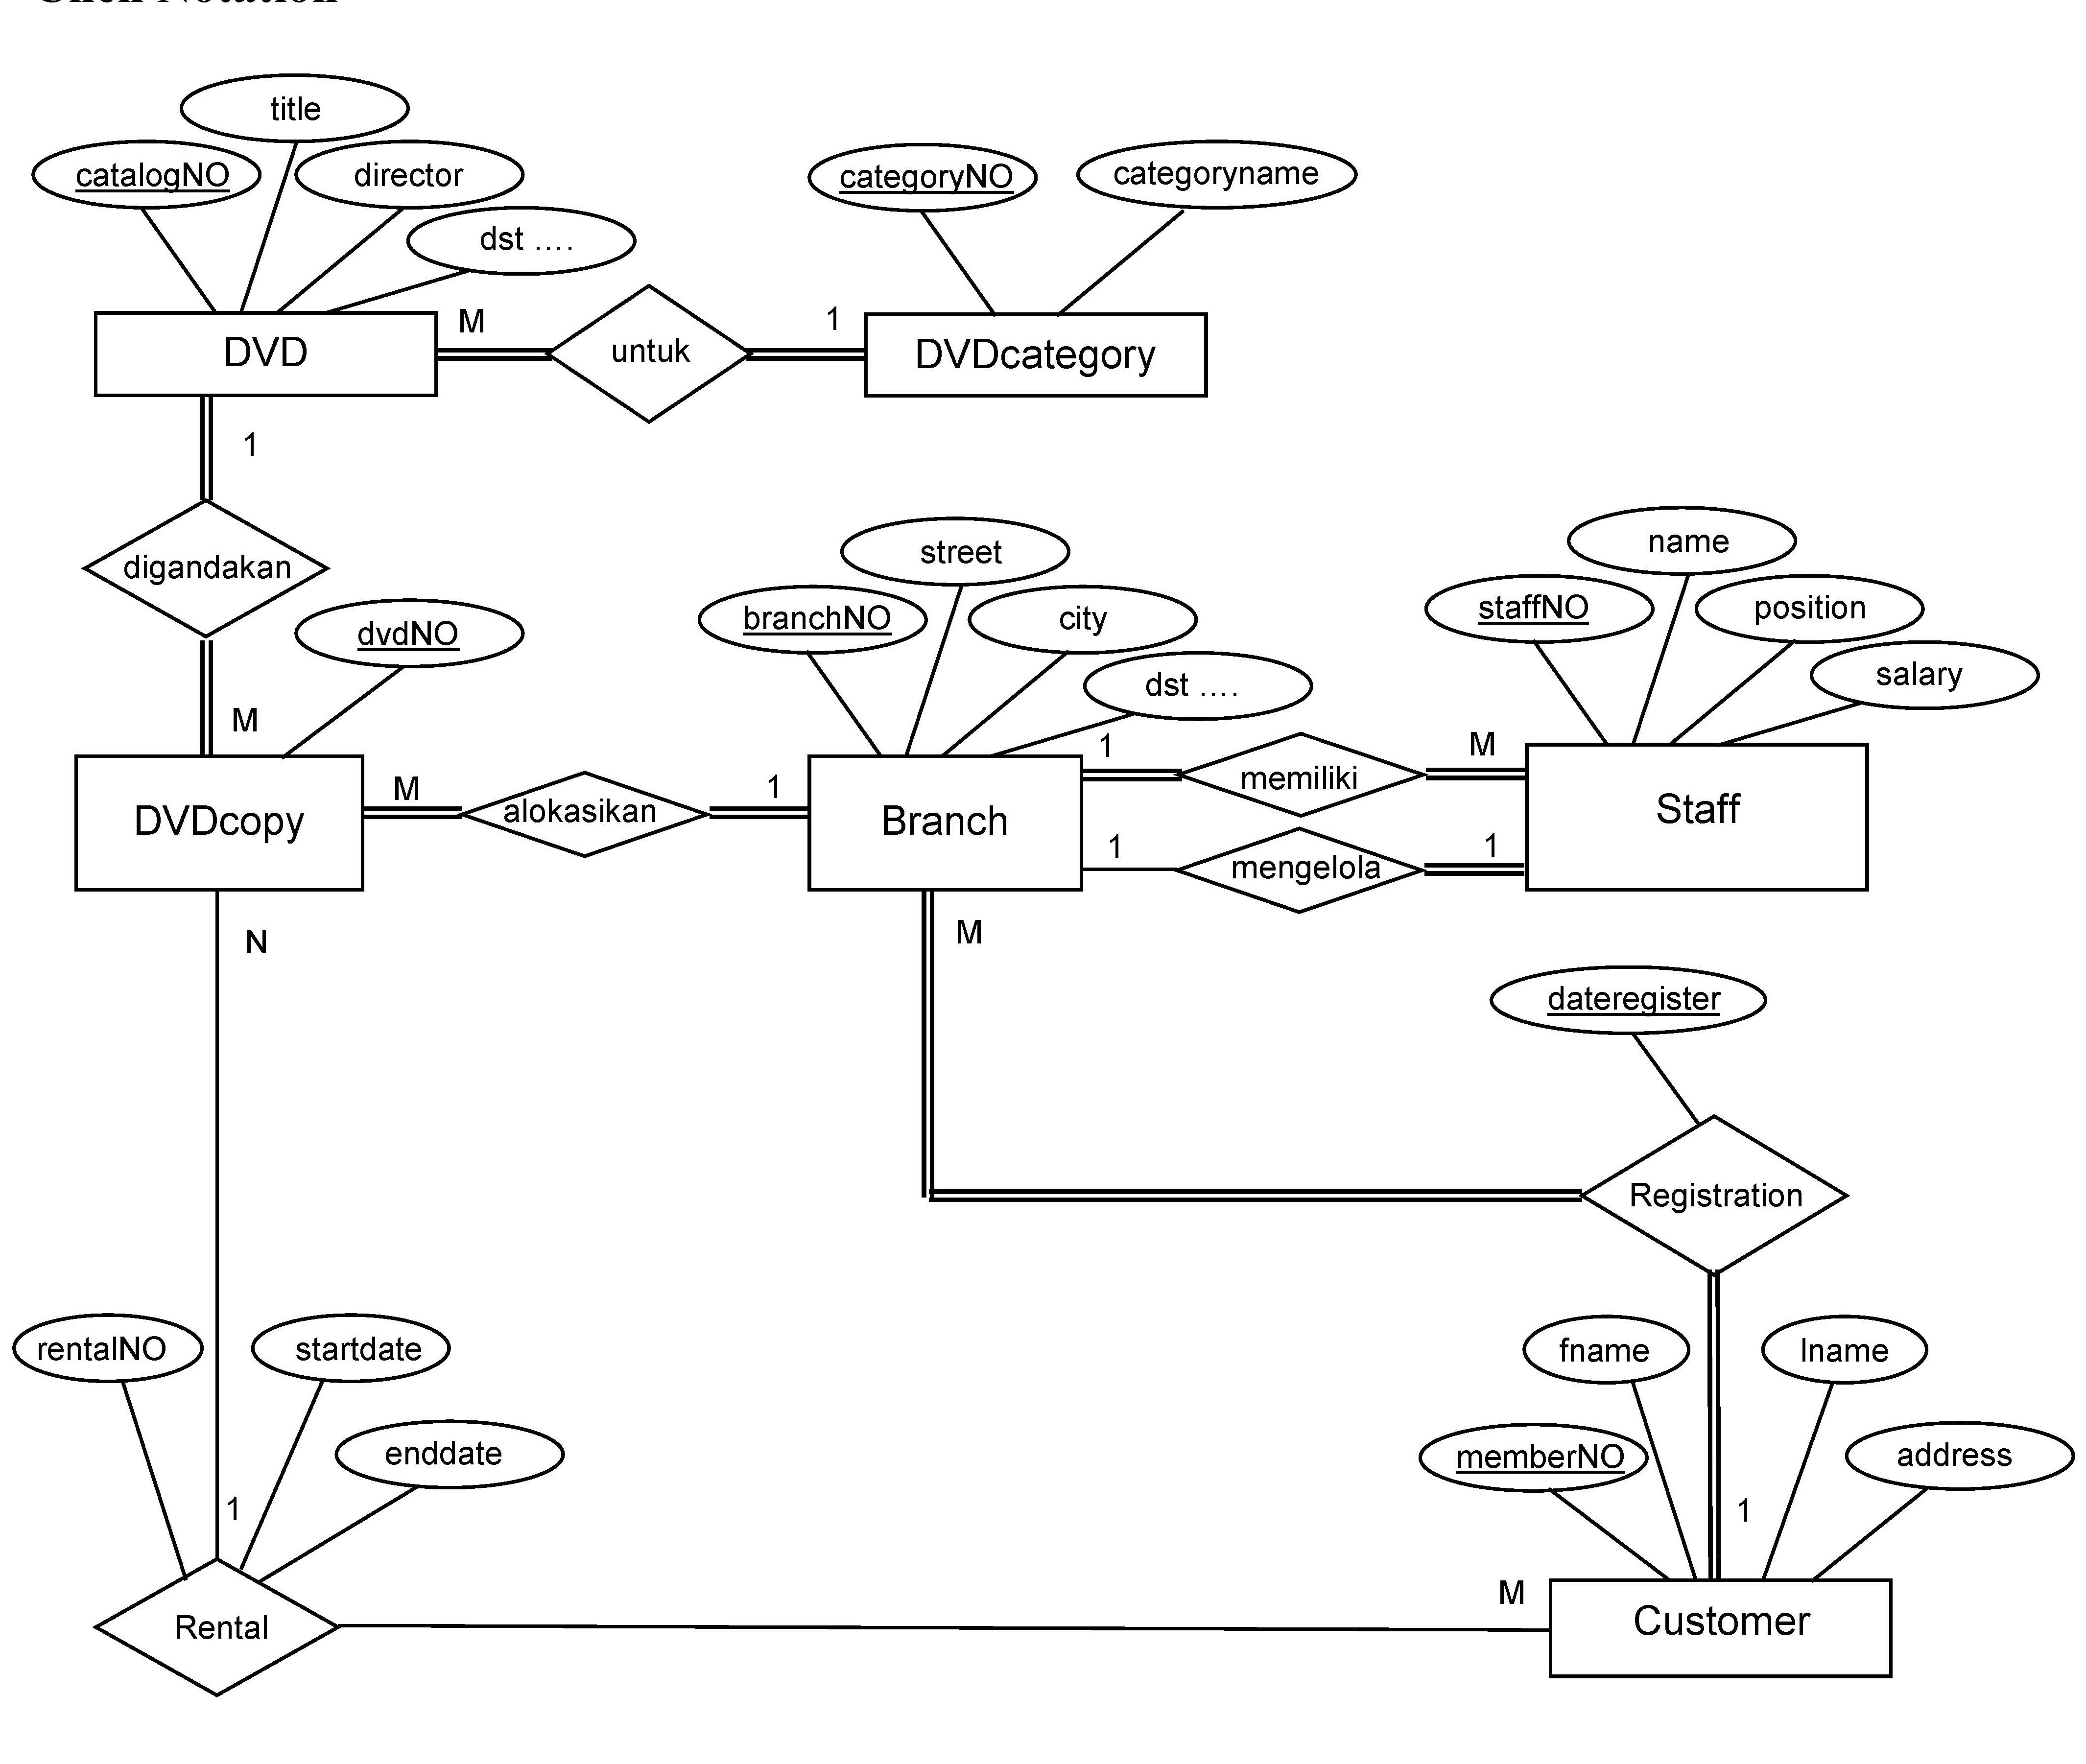 title
catalogNO
director
dst ....
categoryNO
categoryname
DVD
M
untuk
1
DVDcategory
1
digandakan
dvdNO
M
street
branchNO
city
dst ....
name
staffNO
position
salary
DVDcopy
M
alokasikan
1
Branch
1
memiliki
M
1
mengelola
1
Staff
N
M
dateregister
Registration
rentalNO
startdate
enddate
1
Rental
fname
lname
memberNO
address
1
M
Customer